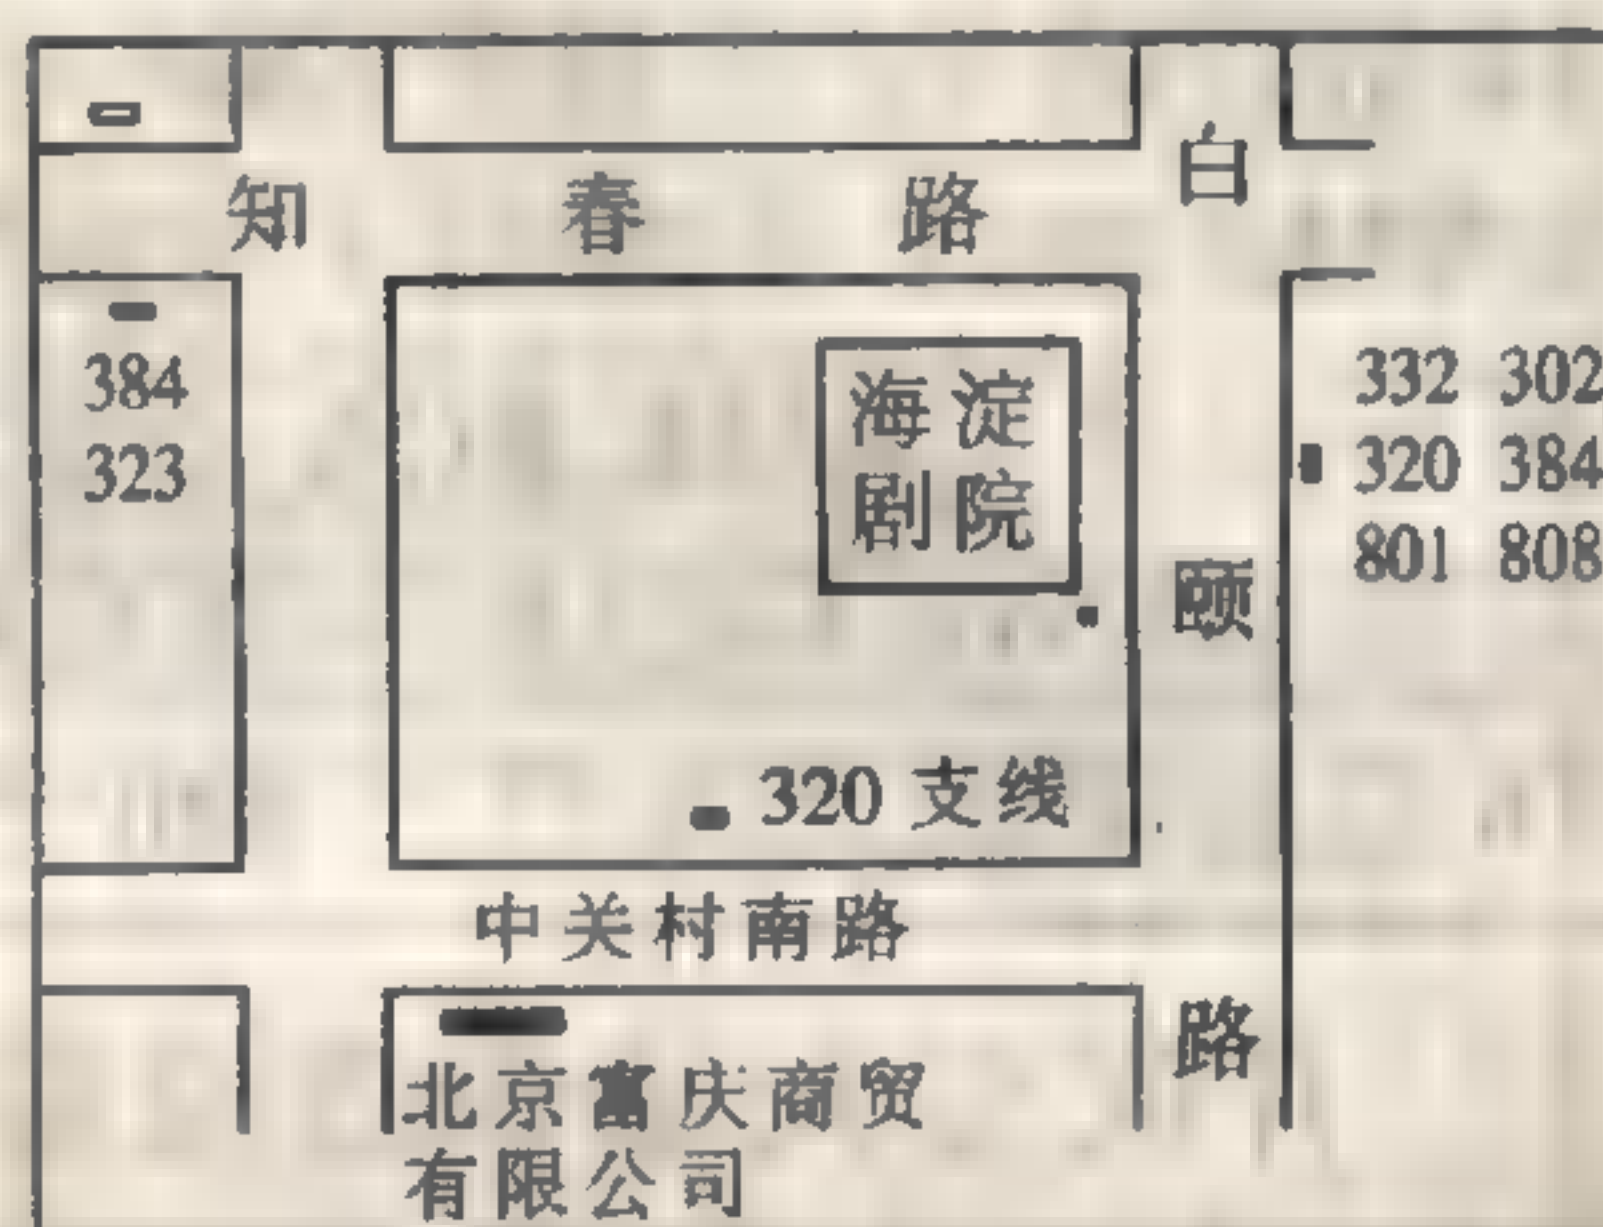 知春路
白颐路
384
323
海淀
剧院
332 302
320 384
801 808
320 支线
中关村南路
北京富庆商贸
有限公司